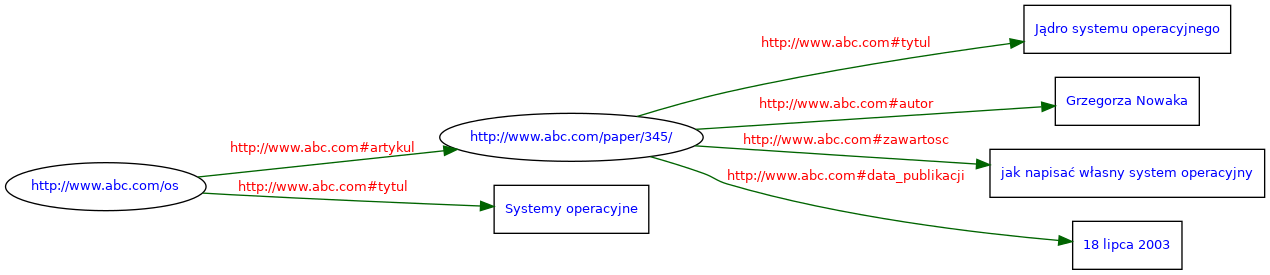 Jądro systemu operacyjnego
http://www.abc.com#tytul
Grzegorza Nowaka
http://www.abc.com#autor
http://www.abc.com/paper/345/
http://www.abc.com#zawartosc
http://www.abc.com#artykul
jak napisać własny system operacyjny
http://www.abc.com#data_publikacji
http://www.abc.com/os
http://www.abc.com#tytul
Systemy operacyjne
18 lipca 2003